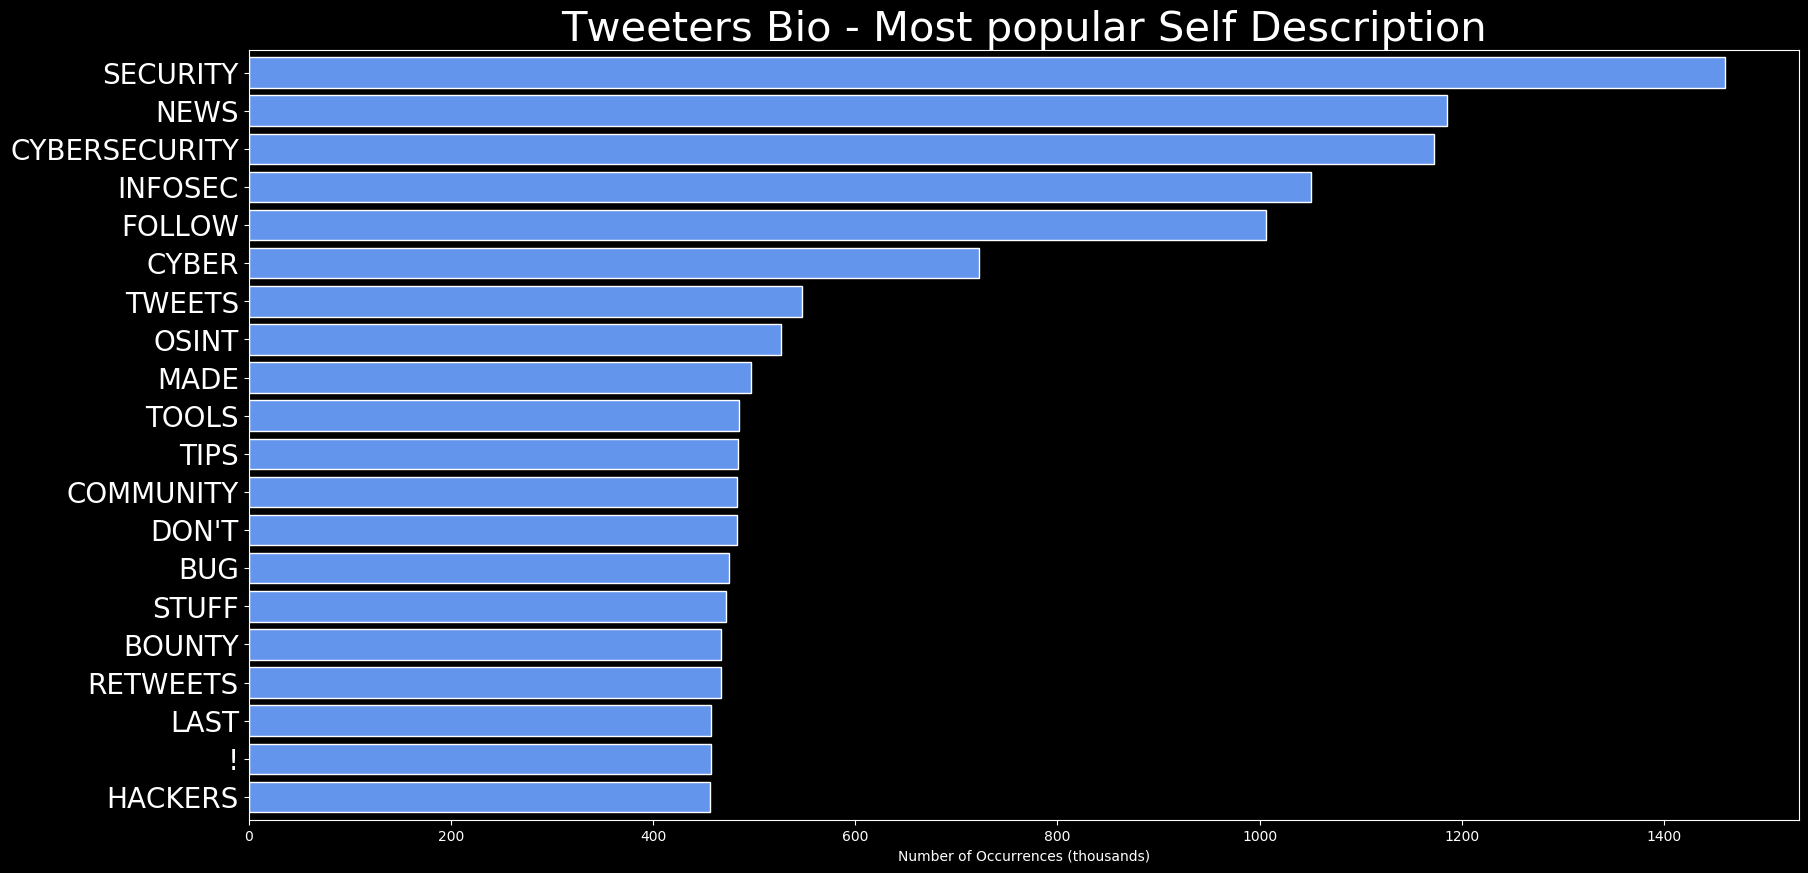 Tweeters Bio - Most popular Self Description
SECURITY
NEWS
CYBERSECURITY
INFOSEC
FOLLOW
CYBER
TWEETS
OSINT
MADE
TOOLS
TIPS
COMMUNITY
DON'T
BUG
STUFF
BOUNTY
RETWEETS
LAST
!
HACKERS
0 200 400 600 800 1000 1200 1400
Number of Occurrences (thousands)